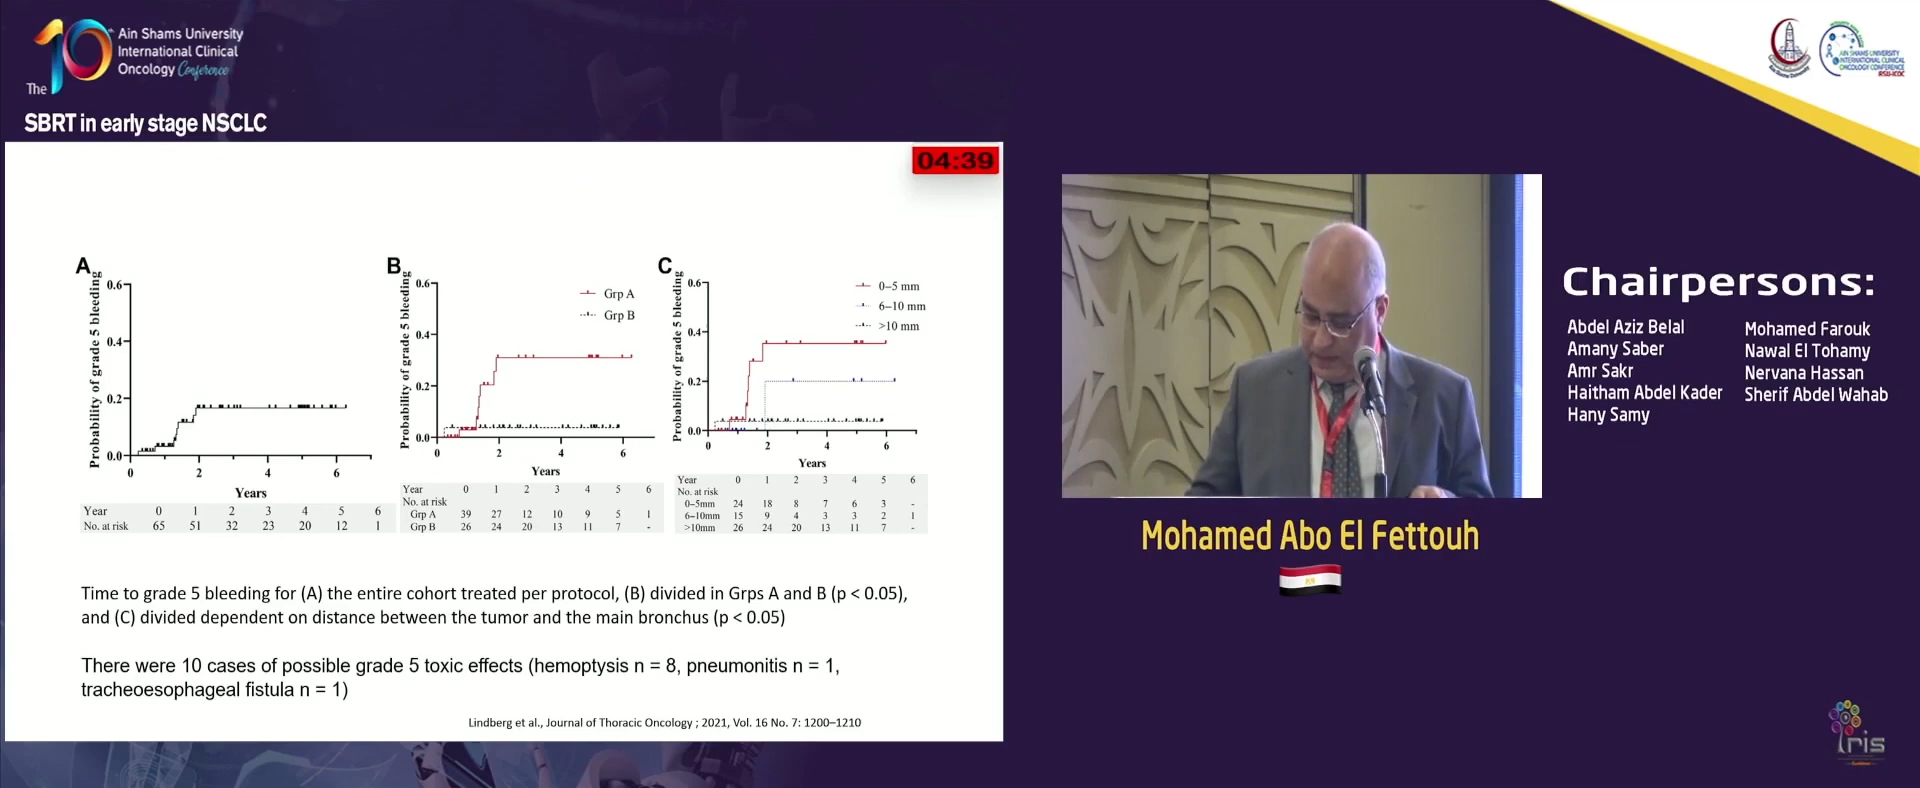 The 10 Ain Shams University
International Clinical
Oncology Conference
SBRT in early stage NSCLC
04:39
A
Probability of grade 5 bleeding
0.6
0.4
0.2
0.0
0 2 4 6
Years
Year 0 1 2 3 4 5 6
No. at risk 65 51 32 23 20 12 1
B
Probability of grade 5 bleeding
0.6
0.4
0.2
0.0
Grp A
Grp B
0 2 4 6
Years
Year 0 1 2 3 4 5 6
No. at risk
Grp A 39 27 12 10 9 5 1
Grp B 26 24 20 13 11 7 -
C
Probability of grade 5 bleeding
0.6
0.4
0.2
0.0
0–5 mm
6–10 mm
>10 mm
0 2 4 6
Years
Year 0 1 2 3 4 5 6
No. at risk
0–5mm 24 18 8 7 6 3 -
6–10mm 15 9 4 3 3 2 1
>10mm 26 24 20 13 11 7 -
Time to grade 5 bleeding for (A) the entire cohort treated per protocol, (B) divided in Grps A and B (p < 0.05),
and (C) divided dependent on distance between the tumor and the main bronchus (p < 0.05)
There were 10 cases of possible grade 5 toxic effects (hemoptysis n = 8, pneumonitis n = 1,
tracheoesophageal fistula n = 1)
Lindberg et al., Journal of Thoracic Oncology ; 2021, Vol. 16 No. 7: 1200–1210
Mohamed Abo El Fettouh
Chairpersons:
Abdel Aziz Belal
Amany Saber
Amr Sakr
Haitham Abdel Kader
Hany Samy
Mohamed Farouk
Nawal El Tohamy
Nervana Hassan
Sherif Abdel Wahab
Ain Shams University
AIN SHAMS UNIVERSITY
INTERNATIONAL CLINICAL
ONCOLOGY CONFERENCE
Iris